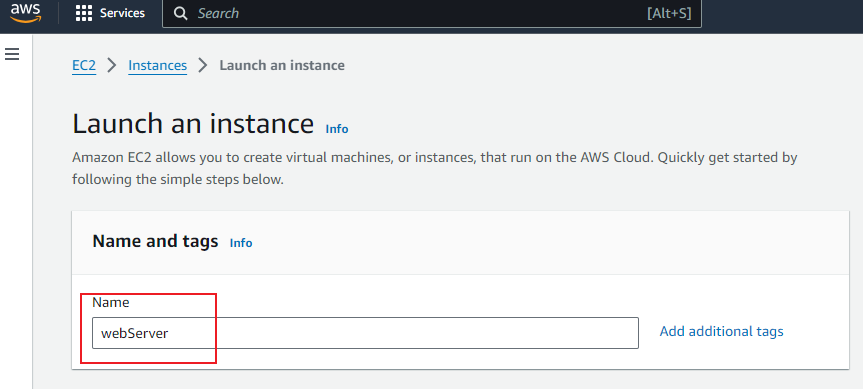 aws Services Search [Alt+S]
EC2 Instances Launch an instance
Launch an instance Info
Amazon EC2 allows you to create virtual machines, or instances, that run on the AWS Cloud. Quickly get started by
following the simple steps below.
Name and tags Info
Name
webServer Add additional tags